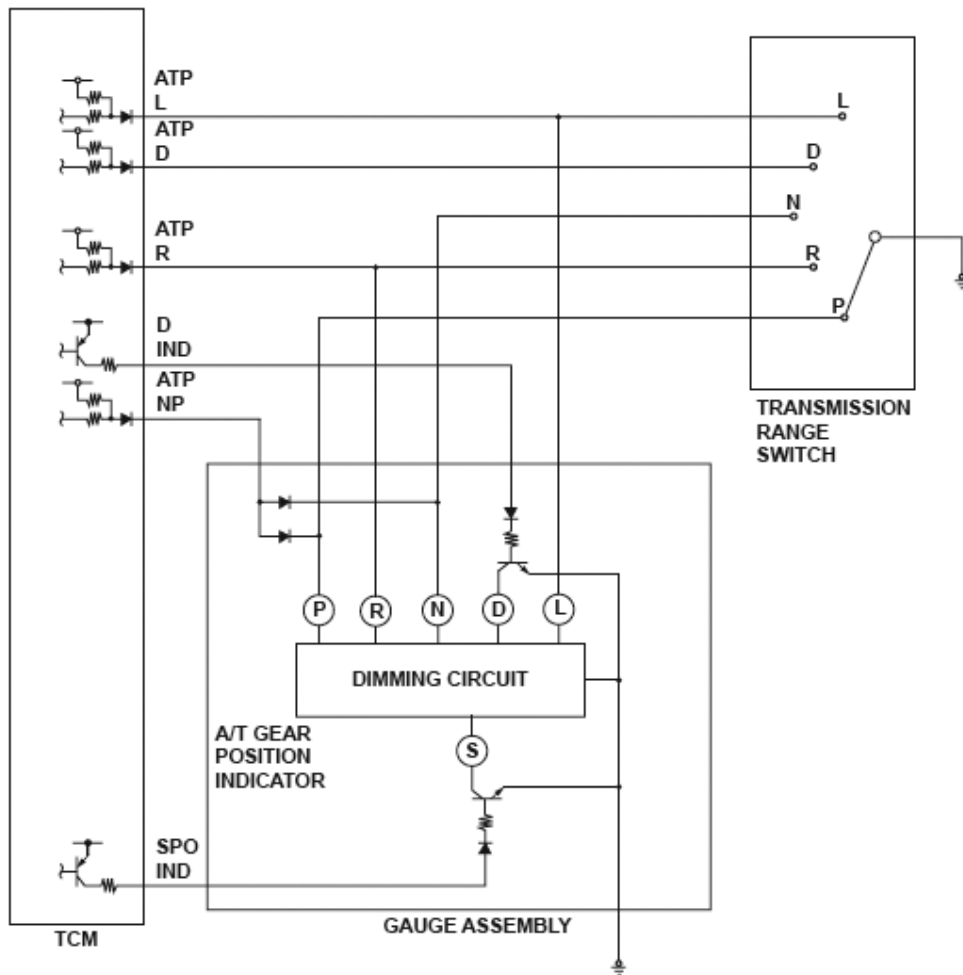 ATP
L
ATP
D
ATP
R
D
IND
ATP
NP
L
D
N
R
P
TRANSMISSION
RANGE
SWITCH
P
R
N
D
L
DIMMING CIRCUIT
A/T GEAR
POSITION
INDICATOR
S
SPO
IND
GAUGE ASSEMBLY
TCM